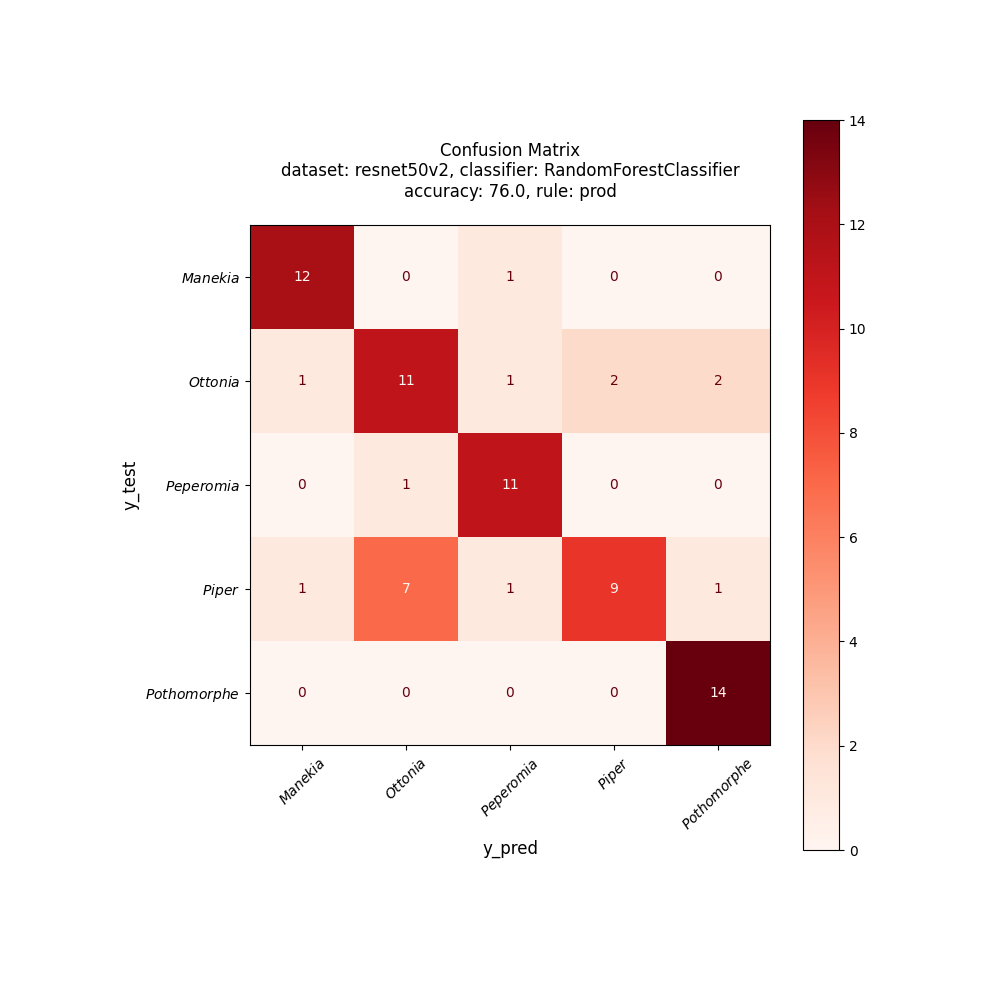 Confusion Matrix
dataset: resnet50v2, classifier: RandomForestClassifier
accuracy: 76.0, rule: prod
14
12
10
8
6
4
2
0
y_test
Manekia 12 0 1 0 0
Ottonia 1 11 1 2 2
Peperomia 0 1 11 0 0
Piper 1 7 1 9 1
Pothomorphe 0 0 0 0 14
Manekia Ottonia Peperomia Piper Pothomorphe
y_pred